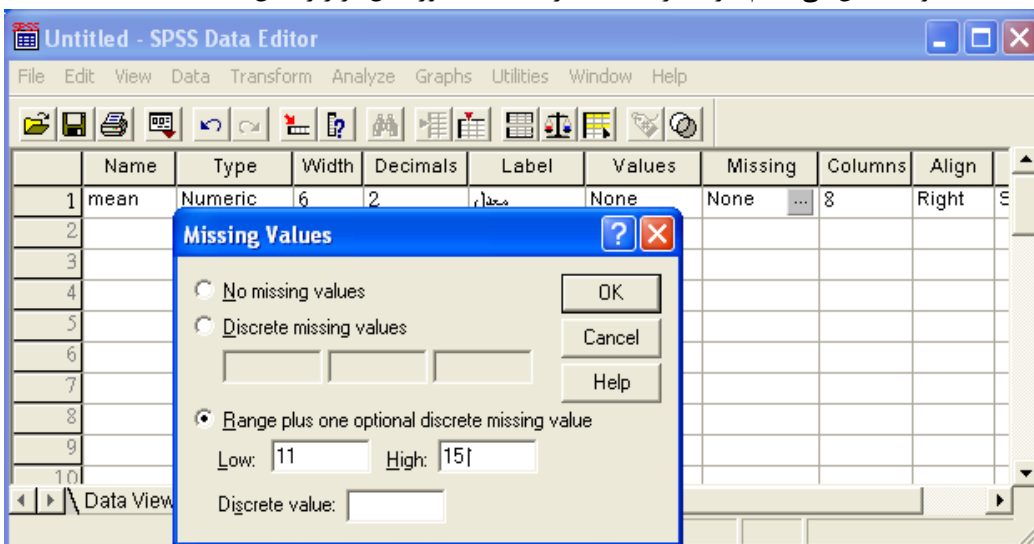 Untitled - SPSS Data Editor
File Edit View Data Transform Analyze Graphs Utilities Window Help
Name Type Width Decimals Label Values Missing Columns Align
1 mean Numeric 6 2 معدل None None ... 8 Right S
2
3
4
5
6
7
8
9
10
Missing Values
No missing values
Discrete missing values
Range plus one optional discrete missing value
Low: 11 High: 15
Discrete value:
OK
Cancel
Help
Data View